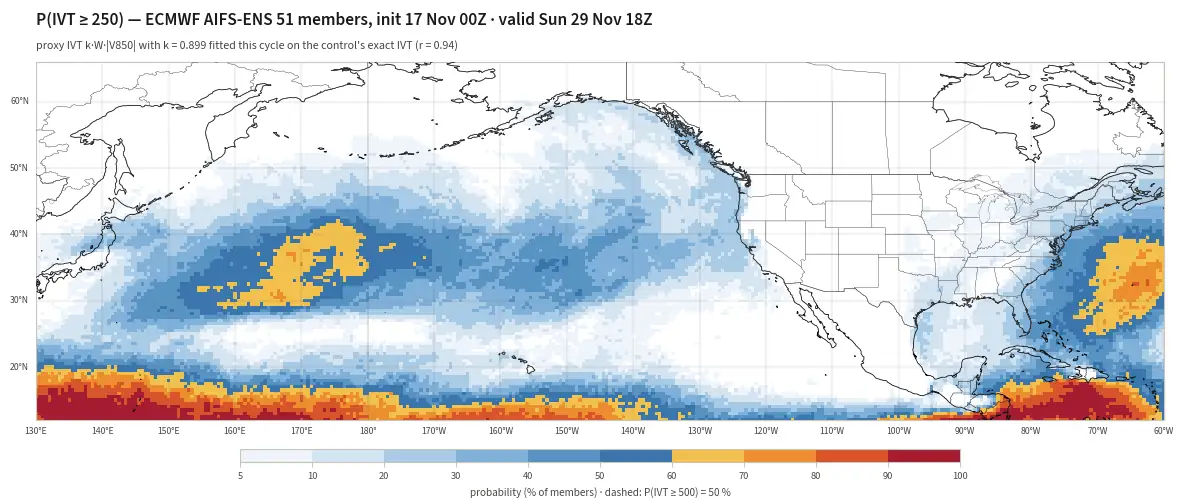 P(IVT ≥ 250) — ECMWF AIFS-ENS 51 members, init 17 Nov 00Z · valid Sun 29 Nov 18Z
proxy IVT k·W·|V850| with k = 0.899 fitted this cycle on the control's exact IVT (r = 0.94)
60°N
50°N
40°N
30°N
20°N
130°E 140°E 150°E 160°E 170°E 180° 170°W 160°W 150°W 140°W 130°W 120°W 110°W 100°W 90°W 80°W 70°W 60°W
5 10 20 30 40 50 60 70 80 90 100
probability (% of members) · dashed: P(IVT ≥ 500) = 50 %